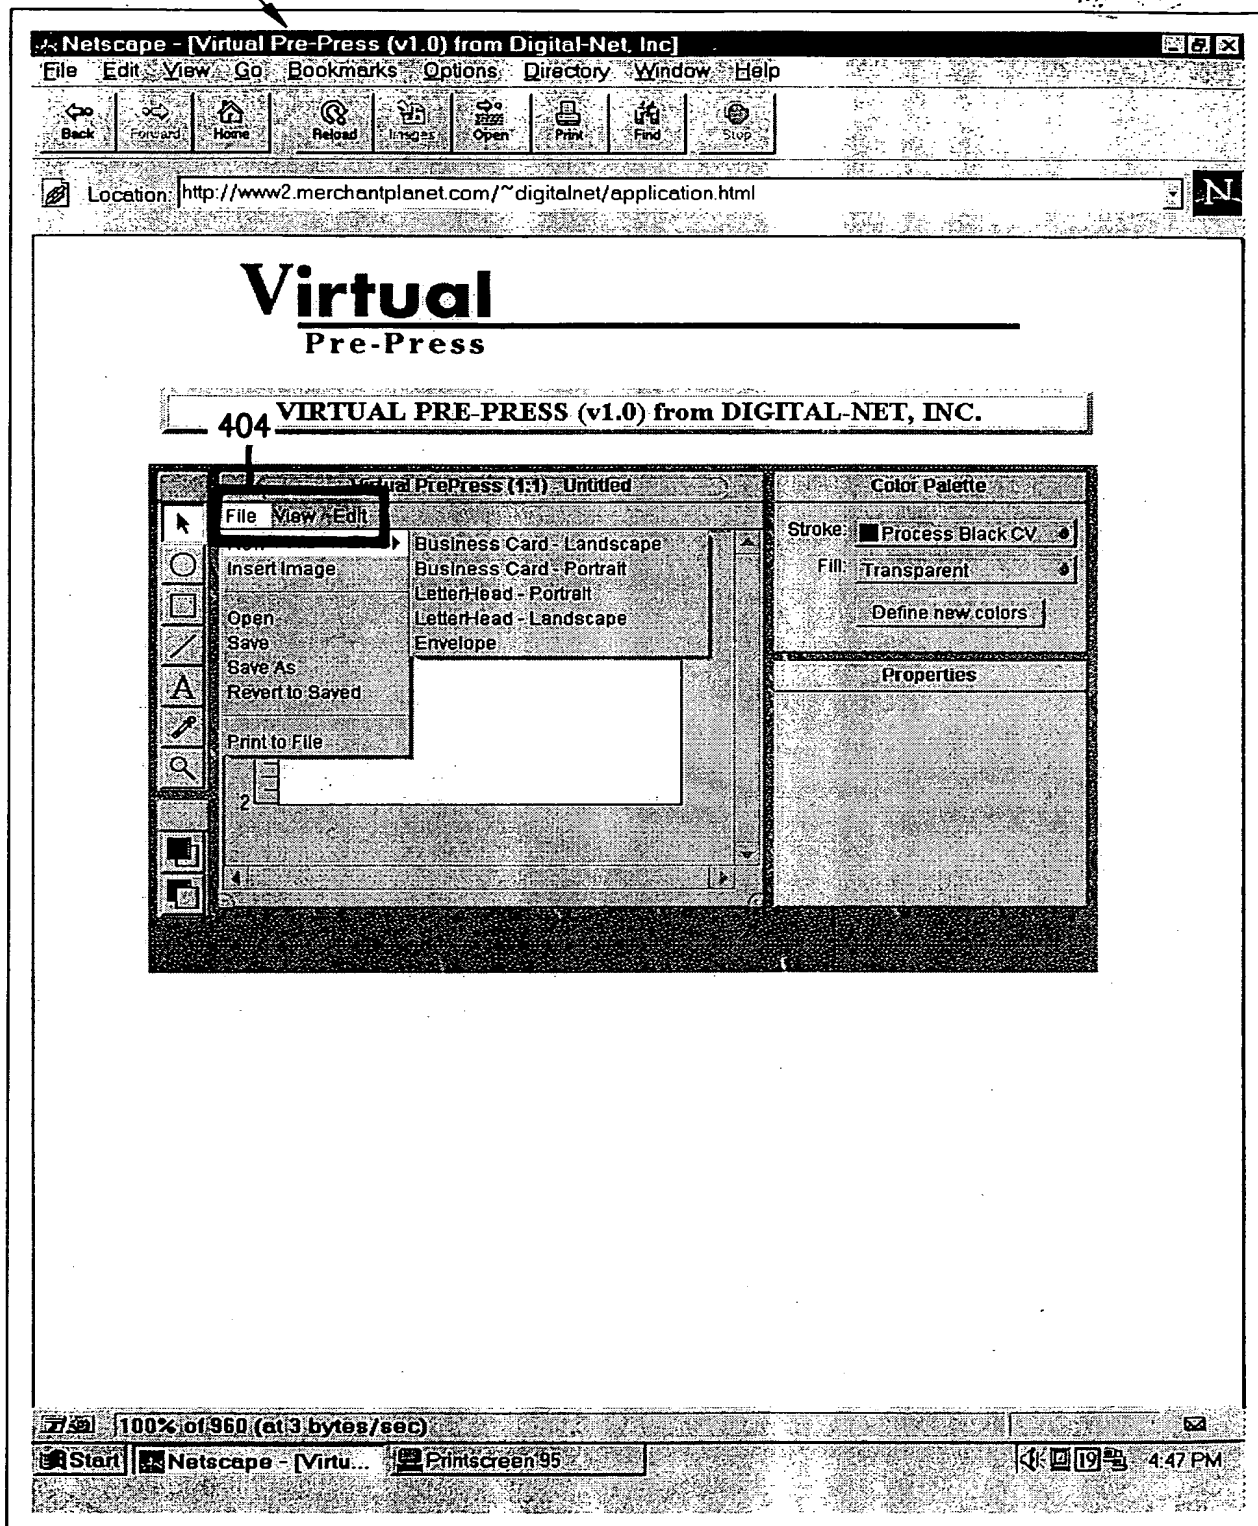 Netscape - [Virtual Pre-Press (v1.0) from Digital-Net, Inc]
File Edit View Go Bookmarks Options Directory Window Help
Back Forward Home Reload Images Open Print Find Stop
Location: http://www2.merchantplanet.com/~digitalnet/application.html
N
Virtual
Pre-Press
VIRTUAL PRE-PRESS (v1.0) from DIGITAL-NET, INC.
404
Virtual PrePress (1:1) - Untitled
File View Edit
New
Insert Image
Open
Save
Save As
Revert to Saved
Print to File
Business Card - Landscape
Business Card - Portrait
LetterHead - Portrait
LetterHead - Landscape
Envelope
A
2
Color Palette
Stroke: Process Black CV
Fill: Transparent
Define new colors
Properties
100% of 960 (at 3 bytes/sec)
Start Netscape - [Virtu... Printscreen 95 19 4:47 PM